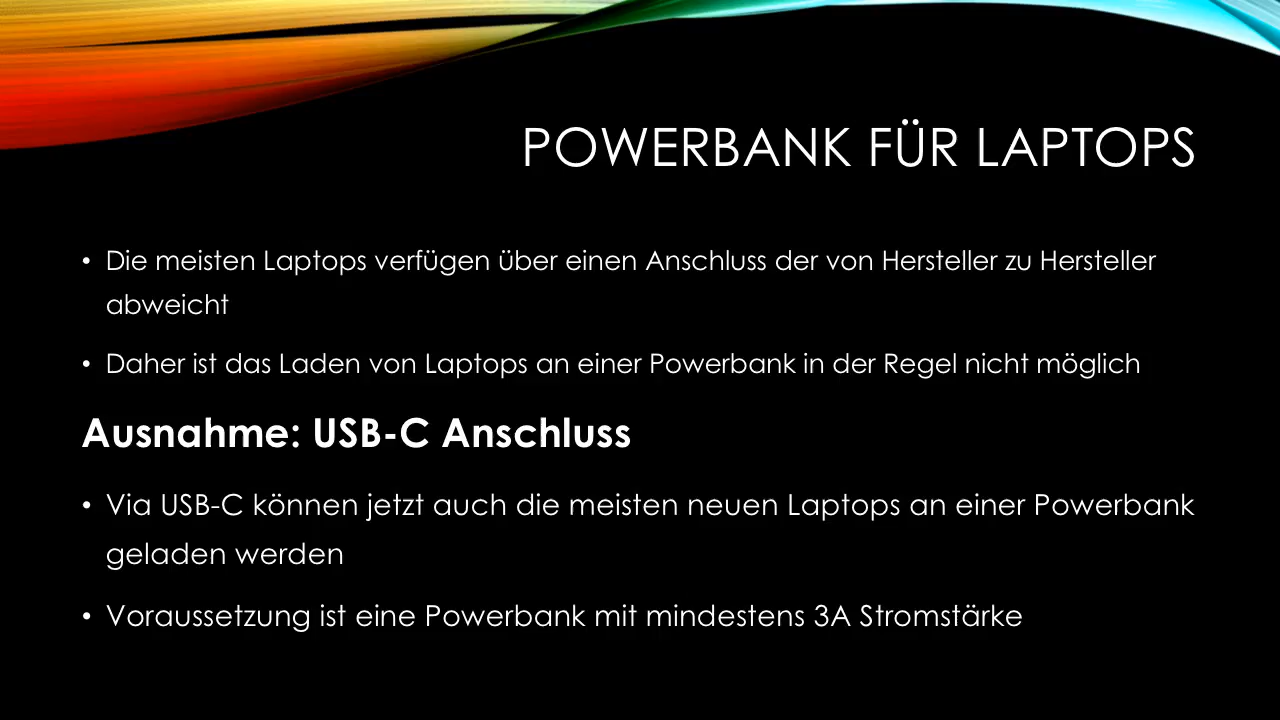 POWERBANK FÜR LAPTOPS
• Die meisten Laptops verfügen über einen Anschluss der von Hersteller zu Hersteller
abweicht
• Daher ist das Laden von Laptops an einer Powerbank in der Regel nicht möglich
Ausnahme: USB-C Anschluss
• Via USB-C können jetzt auch die meisten neuen Laptops an einer Powerbank
geladen werden
• Voraussetzung ist eine Powerbank mit mindestens 3A Stromstärke